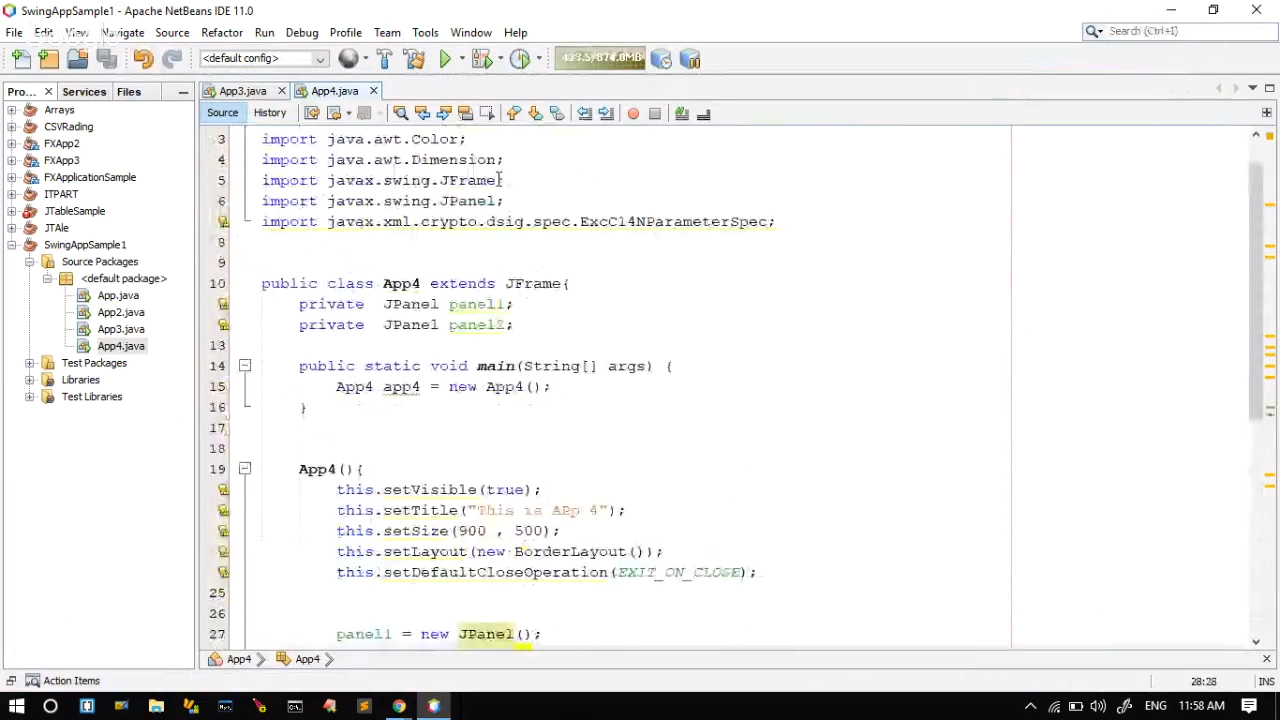 SwingAppSample1 - Apache NetBeans IDE 11.0
File Edit View Navigate Source Refactor Run Debug Profile Team Tools Window Help
Search (Ctrl+I)
<default config>
Pro... Services Files
App3.java App4.java
Source History
Arrays
CSVRading
FXApp2
FXApp3
FXApplicationSample
ITPART
JTableSample
JTAle
SwingAppSample1
Source Packages
<default package>
App.java
App2.java
App3.java
App4.java
Test Packages
Libraries
Test Libraries
3 import java.awt.Color;
4 import java.awt.Dimension;
5 import javax.swing.JFrame;
6 import javax.swing.JPanel;
import javax.xml.crypto.dsig.spec.ExcC14NParameterSpec;
8
9
10 public class App4 extends JFrame{
private JPanel panel1;
private JPanel panel2;
13
14 public static void main(String[] args) {
15 App4 app4 = new App4();
16 }
17
18
19 App4(){
this.setVisible(true);
this.setTitle("This is APp 4");
this.setSize(900 , 500);
this.setLayout(new BorderLayout());
this.setDefaultCloseOperation(EXIT_ON_CLOSE);
25
26
27 panel1 = new JPanel();
App4 App4
Action Items
28:28 INS
ENG 11:58 AM